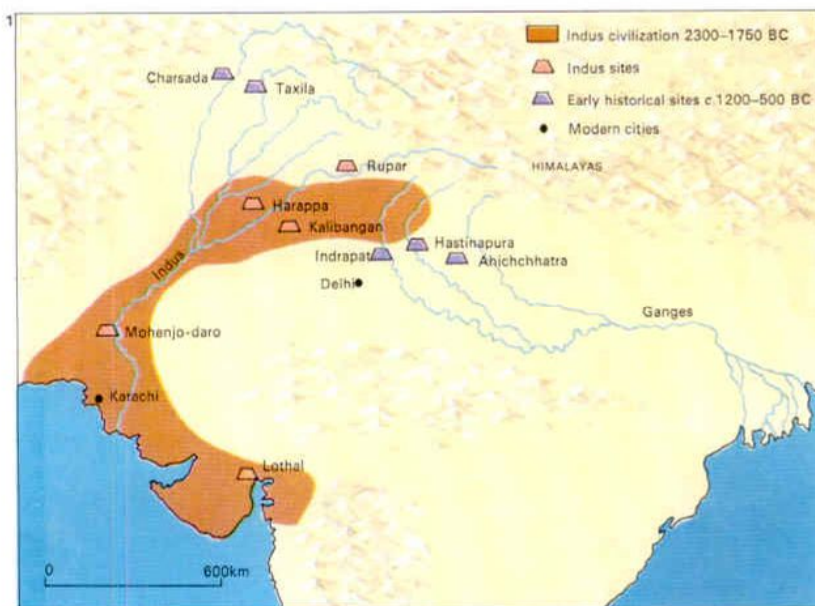 1
Indus civilization 2300–1750 BC
Indus sites
Early historical sites c.1200–500 BC
Modern cities
Charsada
Taxila
Rupar
HIMALAYAS
Harappa
Kalibangan
Hastinapura
Indrapat
Ahichchhatra
Indus
Delhi
Ganges
Mohenjo-daro
Karachi
Lothal
0
600km